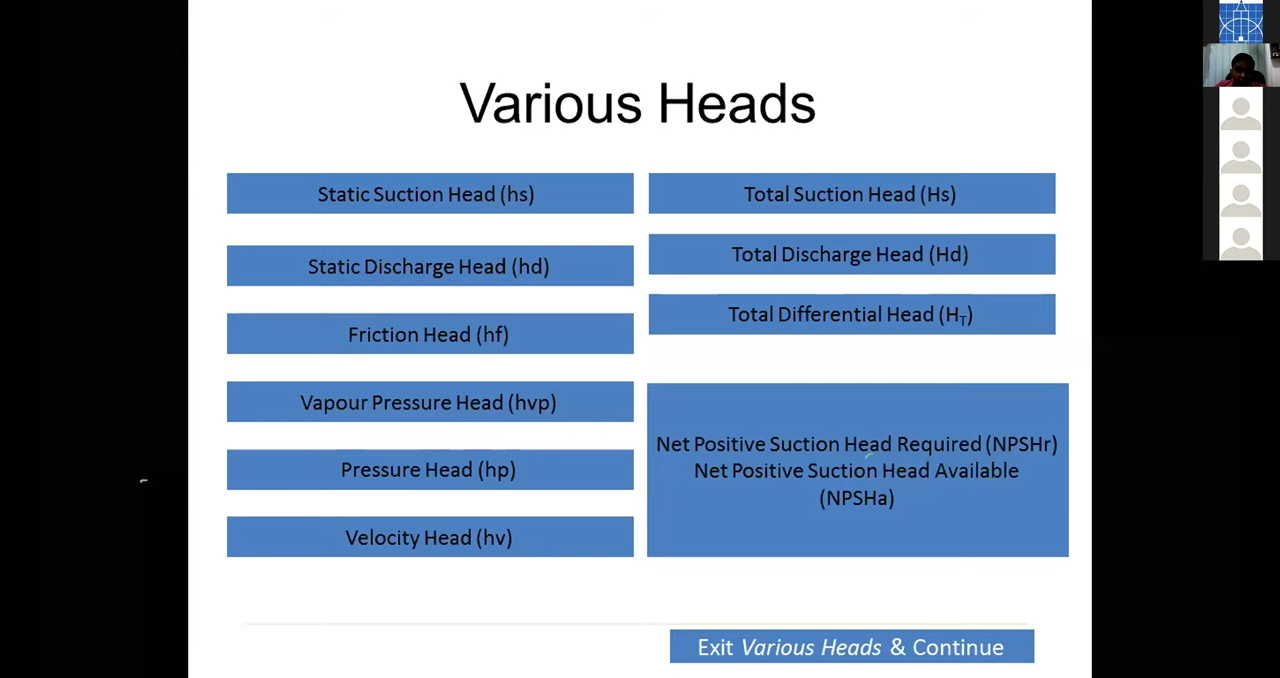 Various Heads
Static Suction Head (hs)
Static Discharge Head (hd)
Friction Head (hf)
Vapour Pressure Head (hvp)
Pressure Head (hp)
Velocity Head (hv)
Total Suction Head (Hs)
Total Discharge Head (Hd)
Total Differential Head (HT)
Net Positive Suction Head Required (NPSHr)
Net Positive Suction Head Available
(NPSHa)
Exit Various Heads & Continue